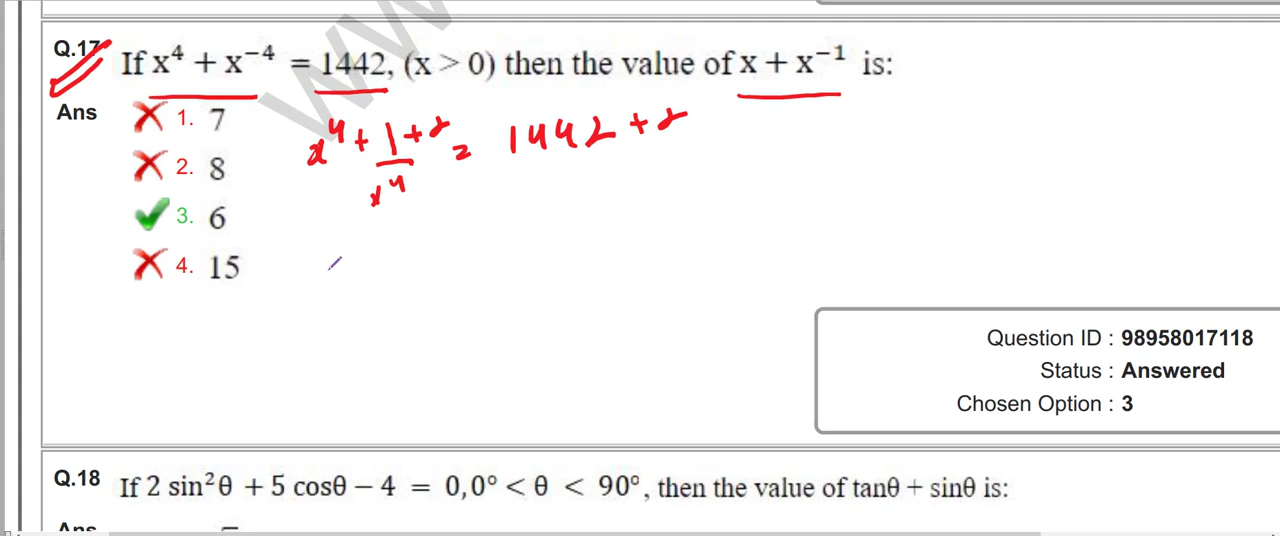 Q.17 If x⁴ + x⁻⁴ = 1442, (x > 0) then the value of x + x⁻¹ is:
Ans
1. 7
2. 8
3. 6
4. 15
x⁴ + 1/x⁴ + 2 = 1442 + 2
Question ID : 98958017118
Status : Answered
Chosen Option : 3
Q.18 If 2 sin²θ + 5 cosθ − 4 = 0, 0° < θ < 90°, then the value of tanθ + sinθ is:
Ans